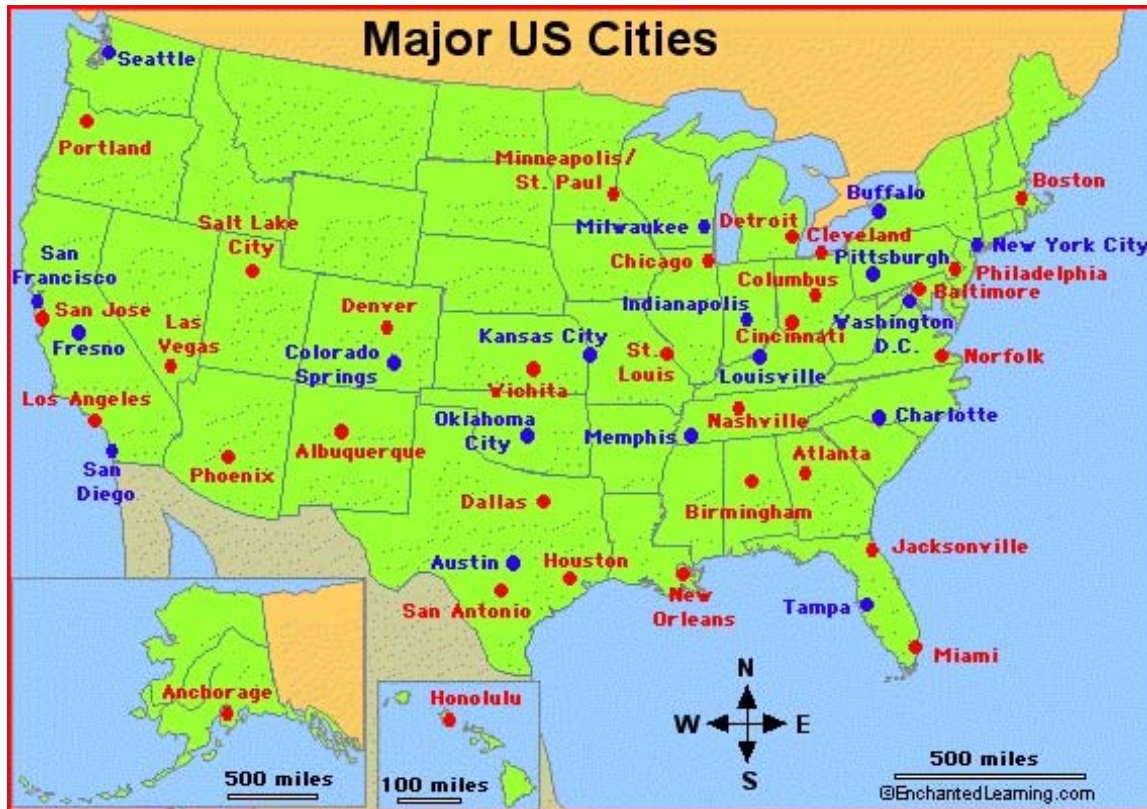 Major US Cities
Seattle
Portland
Minneapolis/
St. Paul
Boston
Buffalo
Salt Lake
City
Milwaukee
Detroit
Cleveland
New York City
San
Francisco
Chicago
Pittsburgh
Philadelphia
Columbus
Baltimore
San Jose
Denver
Indianapolis
Las
Vegas
Fresno
Colorado
Springs
Kansas City
Cincinnati
Washington
D.C.
St.
Louis
Norfolk
Louisville
Wichita
Los Angeles
Nashville
Charlotte
Oklahoma
City
Memphis
Albuquerque
Atlanta
Phoenix
San
Diego
Dallas
Birmingham
Jacksonville
Austin
Houston
New
Orleans
San Antonio
Tampa
Miami
N
W E
S
Anchorage
Honolulu
500 miles
100 miles
500 miles
©EnchantedLearning.com